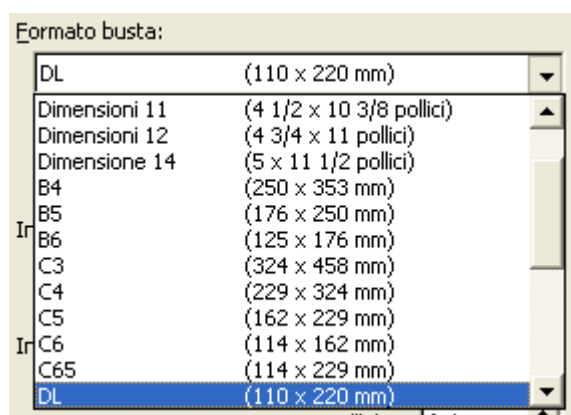 Formato busta:
DL (110 x 220 mm)
Dimensioni 11 (4 1/2 x 10 3/8 pollici)
Dimensioni 12 (4 3/4 x 11 pollici)
Dimensione 14 (5 x 11 1/2 pollici)
B4 (250 x 353 mm)
B5 (176 x 250 mm)
B6 (125 x 176 mm)
C3 (324 x 458 mm)
C4 (229 x 324 mm)
C5 (162 x 229 mm)
C6 (114 x 162 mm)
C65 (114 x 229 mm)
DL (110 x 220 mm)